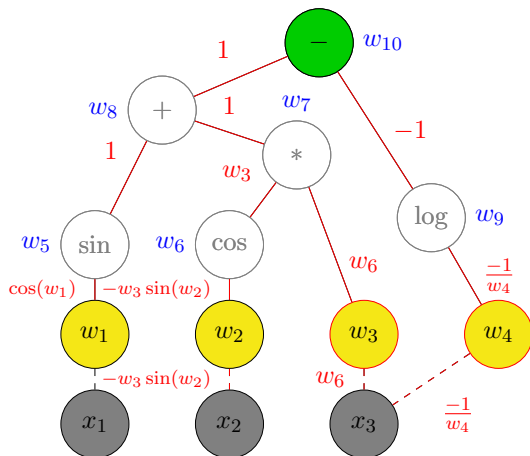 1
−
w₁₀
w₈
+
1
w₇
*
−1
1
w₃
w₅
sin
w₆
cos
log
w₉
w₆
cos(w₁)
−w₃ sin(w₂)
−1/w₄
w₁
w₂
w₃
w₄
−w₃ sin(w₂)
w₆
−1/w₄
x₁
x₂
x₃